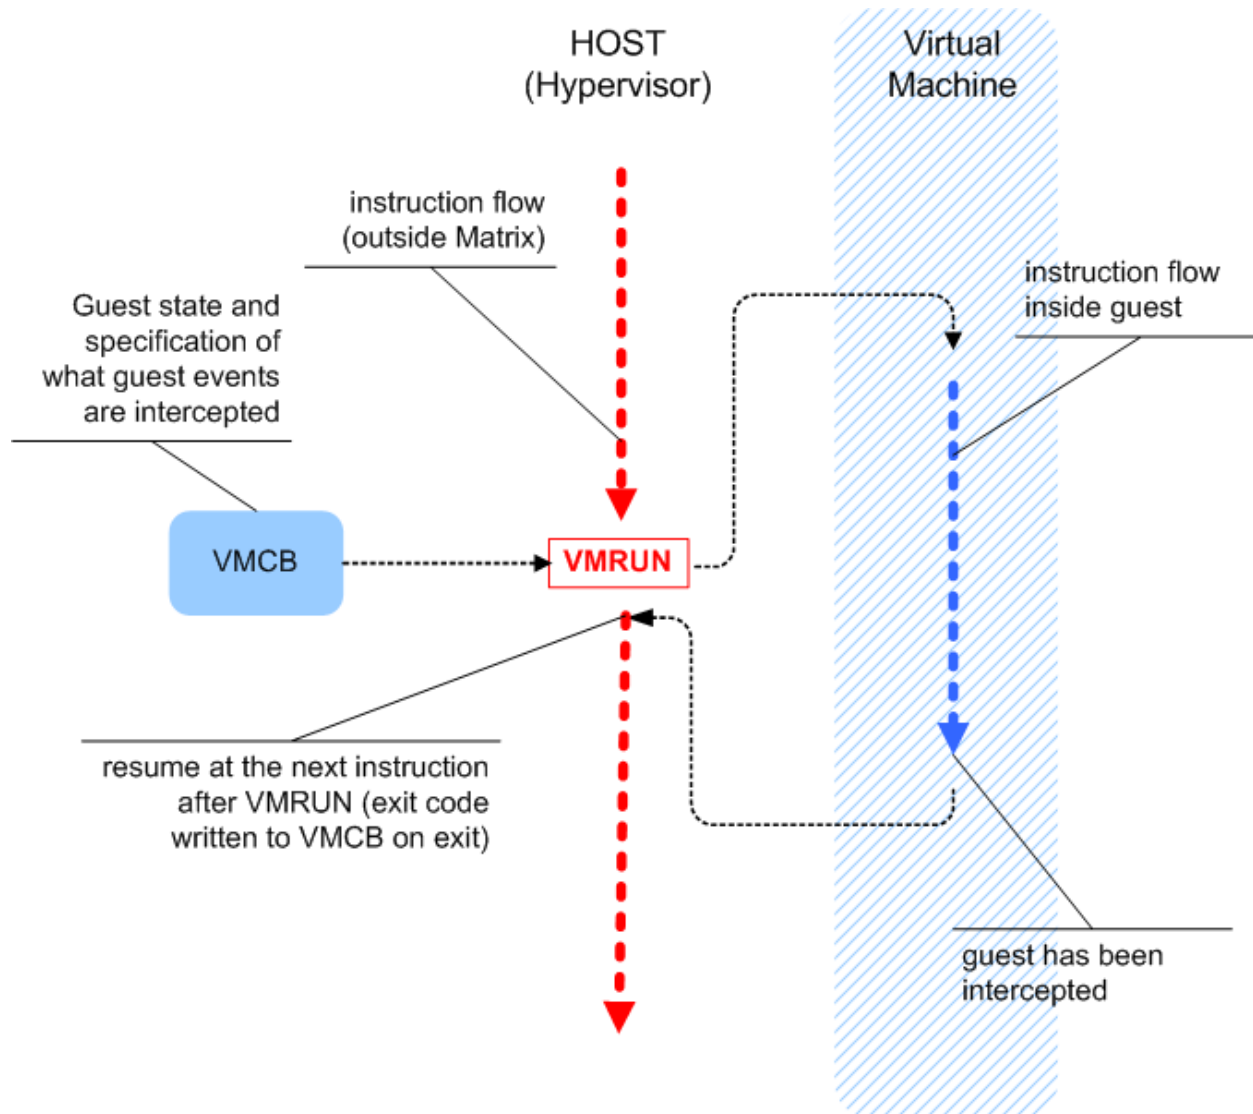 HOST
(Hypervisor)
Virtual
Machine
instruction flow
(outside Matrix)
instruction flow
inside guest
Guest state and
specification of
what guest events
are intercepted
VMCB
VMRUN
resume at the next instruction
after VMRUN (exit code
written to VMCB on exit)
guest has been
intercepted